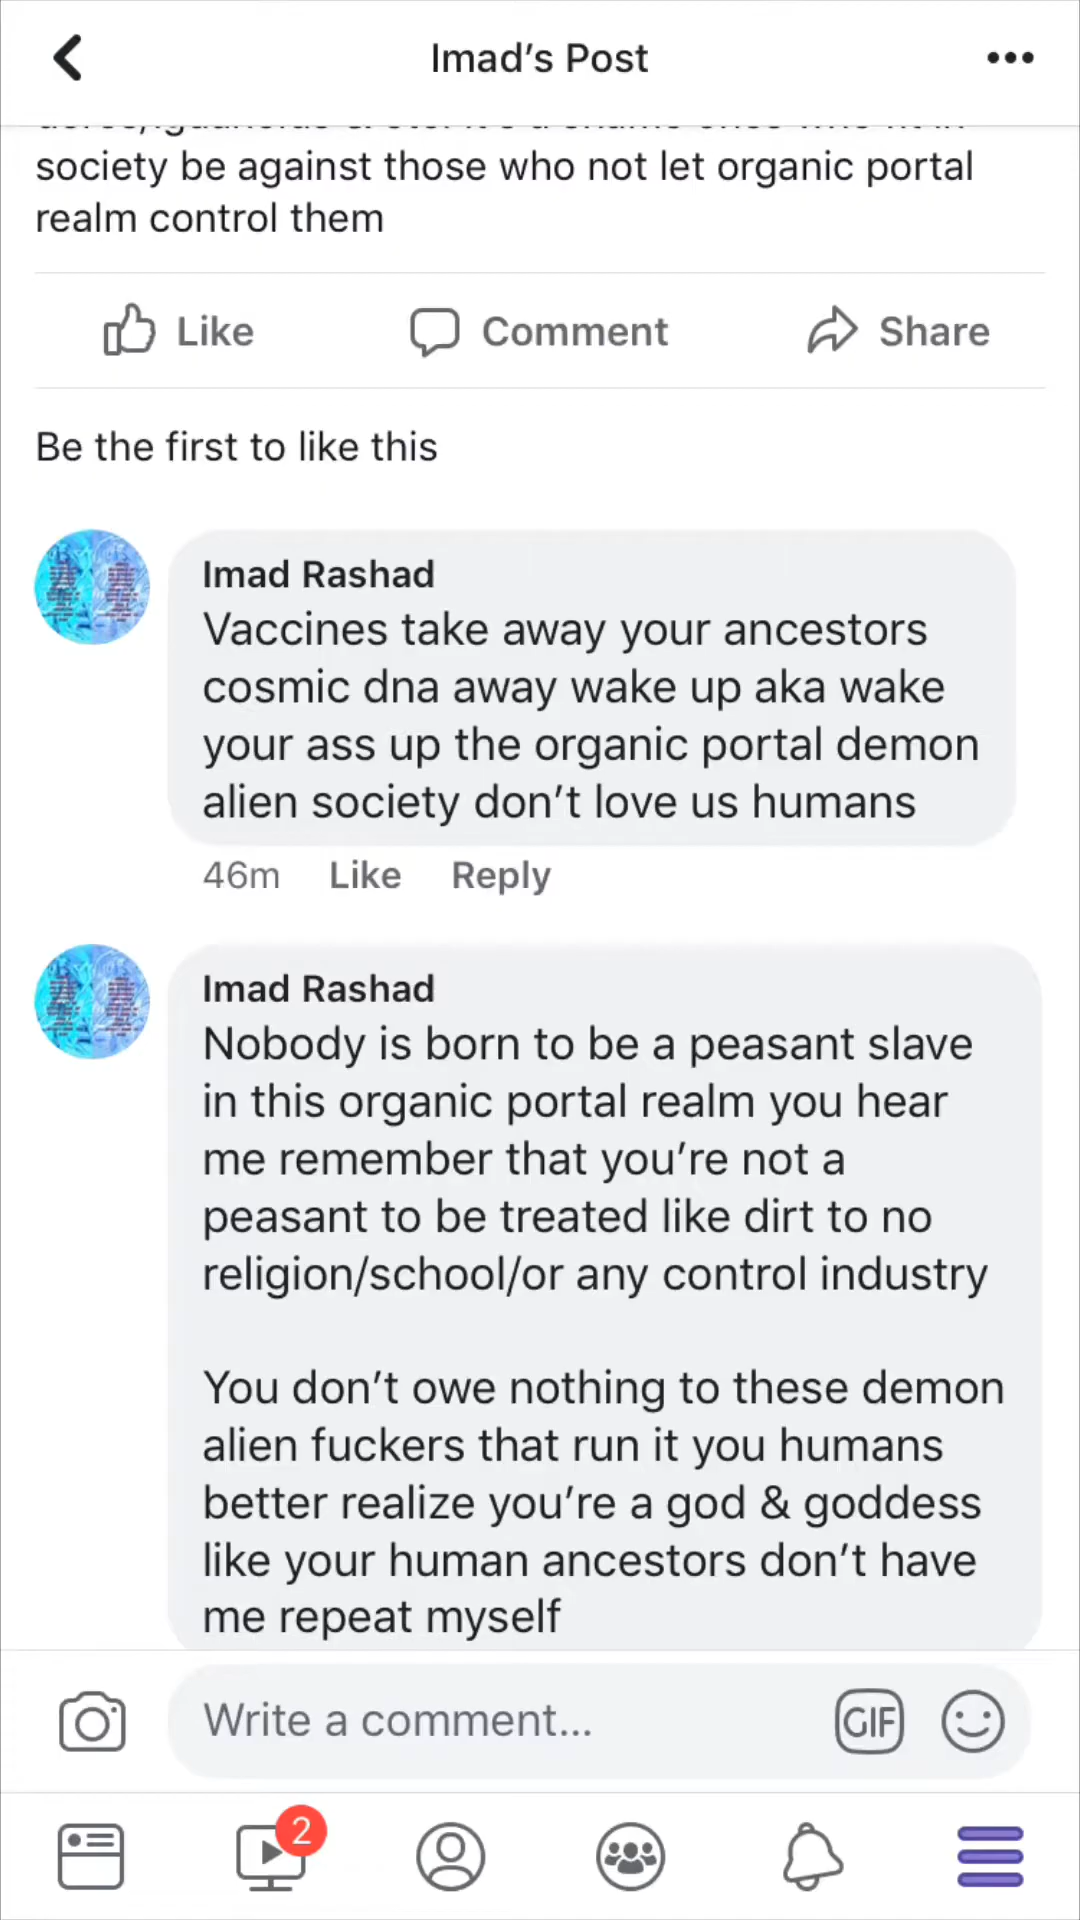 Imad's Post
society be against those who not let organic portal
realm control them
Like
Comment
Share
Be the first to like this
Imad Rashad
Vaccines take away your ancestors
cosmic dna away wake up aka wake
your ass up the organic portal demon
alien society don't love us humans
46m Like Reply
Imad Rashad
Nobody is born to be a peasant slave
in this organic portal realm you hear
me remember that you're not a
peasant to be treated like dirt to no
religion/school/or any control industry
You don't owe nothing to these demon
alien fuckers that run it you humans
better realize you're a god & goddess
like your human ancestors don't have
me repeat myself
Write a comment...
GIF
2